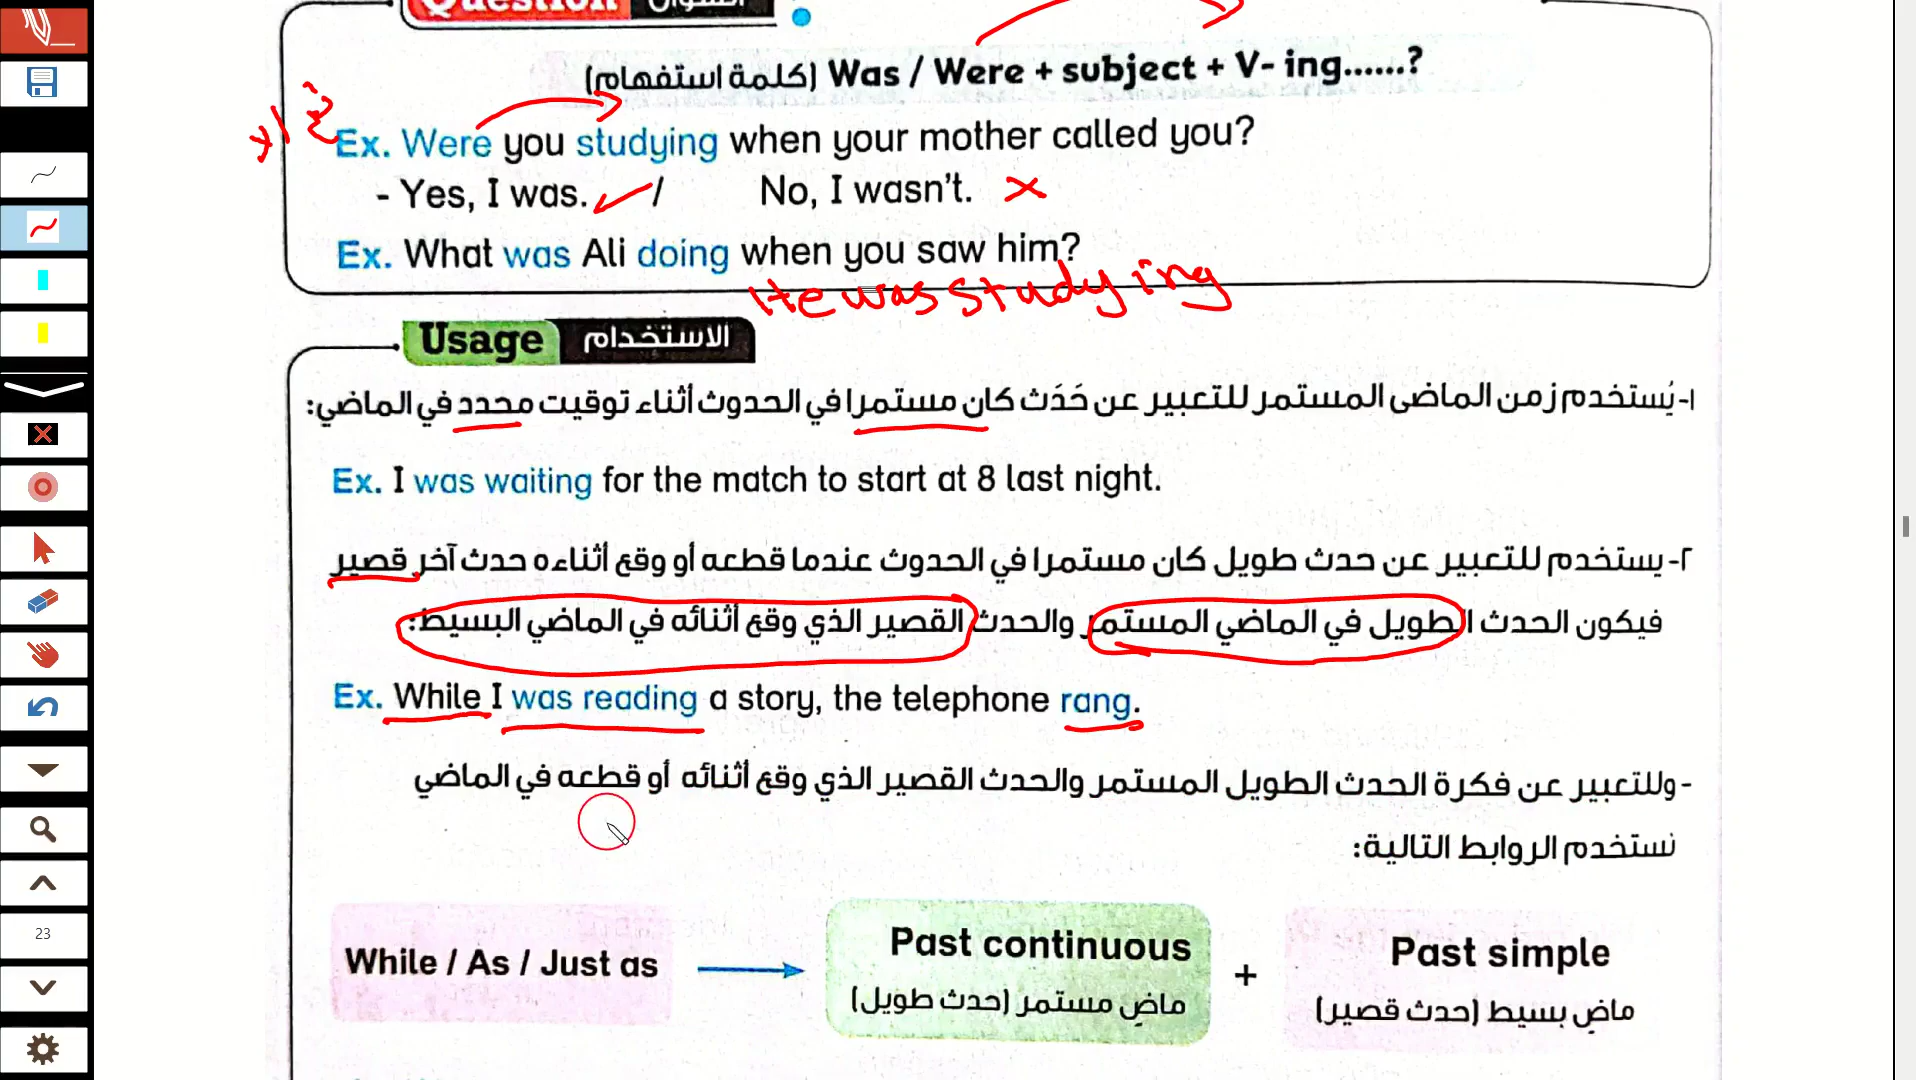 Question السؤال
(كلمة استفهام) Was / Were + subject + V- ing......?
Ex. Were you studying when your mother called you?
- Yes, I was. / No, I wasn't.
Ex. What was Ali doing when you saw him?
He was studying
Usage الاستخدام
١- يُستخدم زمن الماضى المستمر للتعبير عن حَدَث كان مستمرا في الحدوث أثناء توقيت محدد في الماضي:
Ex. I was waiting for the match to start at 8 last night.
٢- يستخدم للتعبير عن حدث طويل كان مستمرا في الحدوث عندما قطعه أو وقع أثناءه حدث آخر قصير
فيكون الحدث الطويل في الماضي المستمر والحدث القصير الذي وقع أثنائه في الماضي البسيط:
Ex. While I was reading a story, the telephone rang.
- وللتعبير عن فكرة الحدث الطويل المستمر والحدث القصير الذي وقع أثنائه أو قطعه في الماضي
نستخدم الروابط التالية:
While / As / Just as
Past continuous + Past simple
ماضٍ مستمر (حدث طويل)
ماضٍ بسيط (حدث قصير)
23